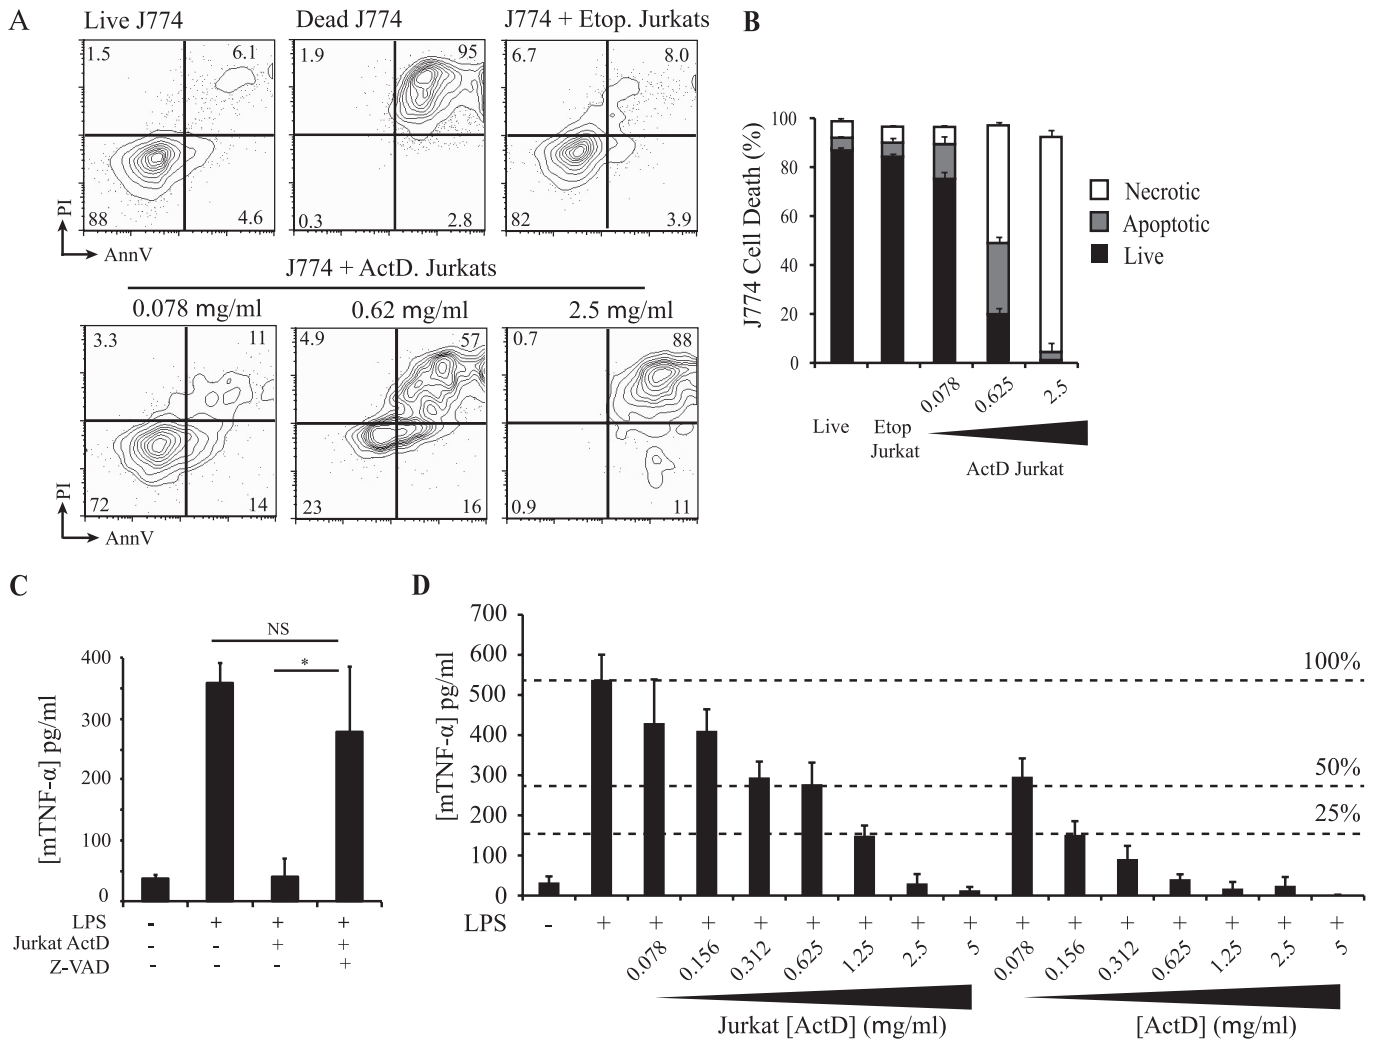 A
Live J774
Dead J774
J774 + Etop. Jurkats
1.5
6.1
88
4.6
1.9
95
0.3
2.8
6.7
8.0
82
3.9
PI
AnnV
J774 + ActD. Jurkats
0.078 mg/ml
0.62 mg/ml
2.5 mg/ml
3.3
11
72
14
4.9
57
23
16
0.7
88
0.9
11
PI
AnnV
B
J774 Cell Death (%)
100
80
60
40
20
0
Live
Etop
Jurkat
0.078
0.625
2.5
ActD Jurkat
Necrotic
Apoptotic
Live
C
[mTNF-α] pg/ml
400
300
200
100
0
NS
*
LPS - + + +
Jurkat ActD - - + +
Z-VAD - - - +
D
[mTNF-α] pg/ml
700
600
500
400
300
200
100
0
100%
50%
25%
LPS - + + + + + + + + + + + + + + +
0.078 0.156 0.312 0.625 1.25 2.5 5 0.078 0.156 0.312 0.625 1.25 2.5 5
Jurkat [ActD] (mg/ml)
[ActD] (mg/ml)